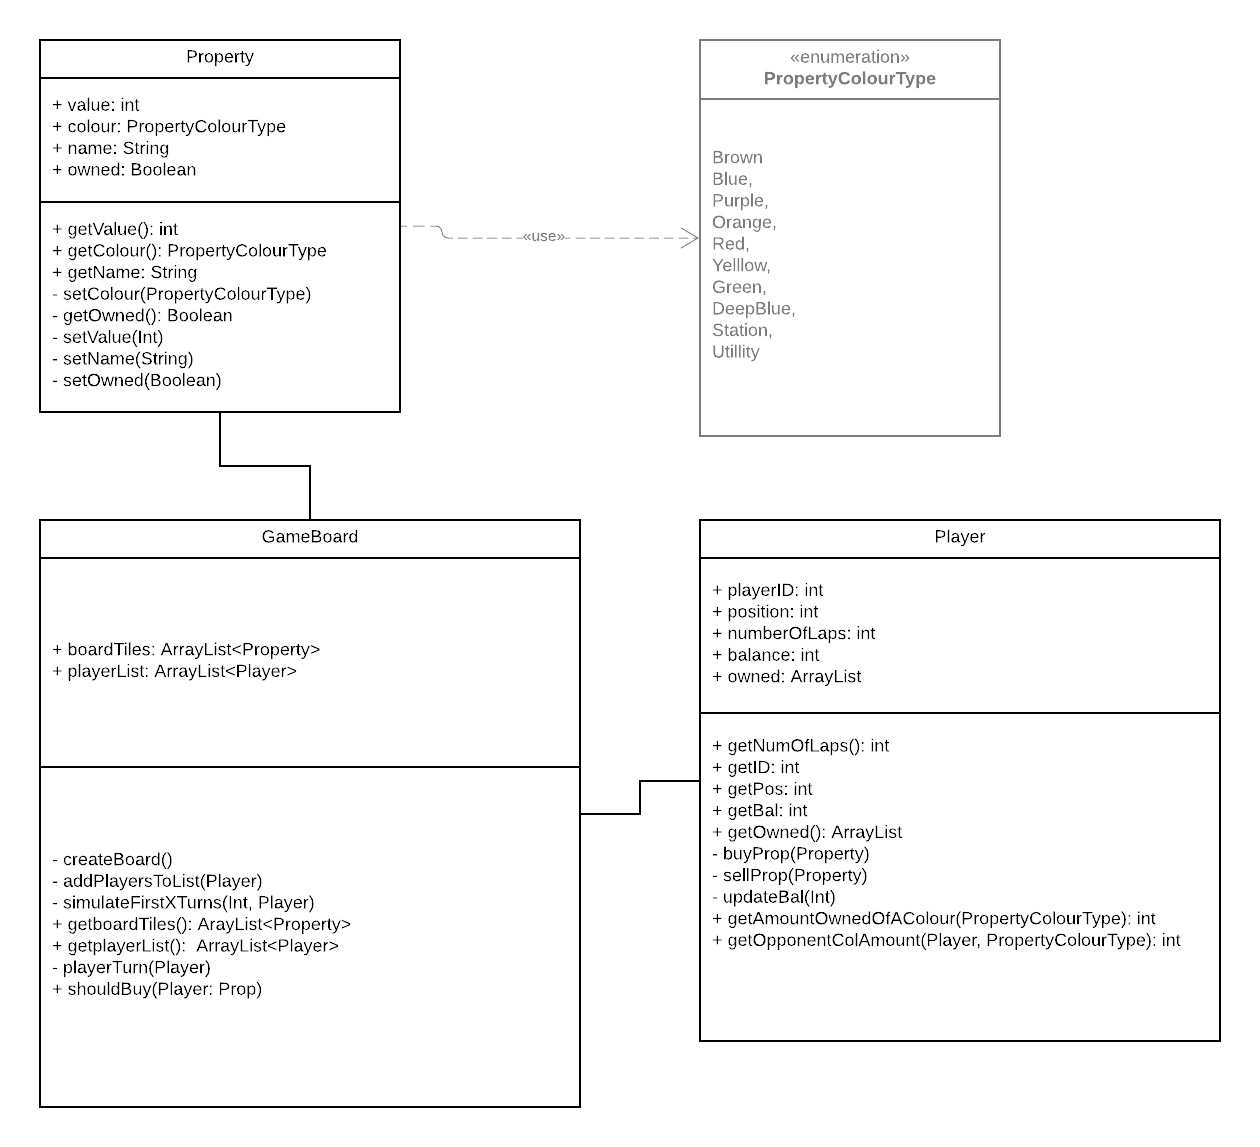 Property
+ value: int
+ colour: PropertyColourType
+ name: String
+ owned: Boolean
+ getValue(): int
+ getColour(): PropertyColourType
+ getName: String
- setColour(PropertyColourType)
- getOwned(): Boolean
- setValue(Int)
- setName(String)
- setOwned(Boolean)
«use»
«enumeration»
PropertyColourType
Brown
Blue,
Purple,
Orange,
Red,
Yelllow,
Green,
DeepBlue,
Station,
Utillity
GameBoard
+ boardTiles: ArrayList<Property>
+ playerList: ArrayList<Player>
- createBoard()
- addPlayersToList(Player)
- simulateFirstXTurns(Int, Player)
+ getboardTiles(): ArayList<Property>
+ getplayerList():  ArrayList<Player>
- playerTurn(Player)
+ shouldBuy(Player: Prop)
Player
+ playerID: int
+ position: int
+ numberOfLaps: int
+ balance: int
+ owned: ArrayList
+ getNumOfLaps(): int
+ getID: int
+ getPos: int
+ getBal: int
+ getOwned(): ArrayList
- buyProp(Property)
- sellProp(Property)
- updateBal(Int)
+ getAmountOwnedOfAColour(PropertyColourType): int
+ getOpponentColAmount(Player, PropertyColourType): int